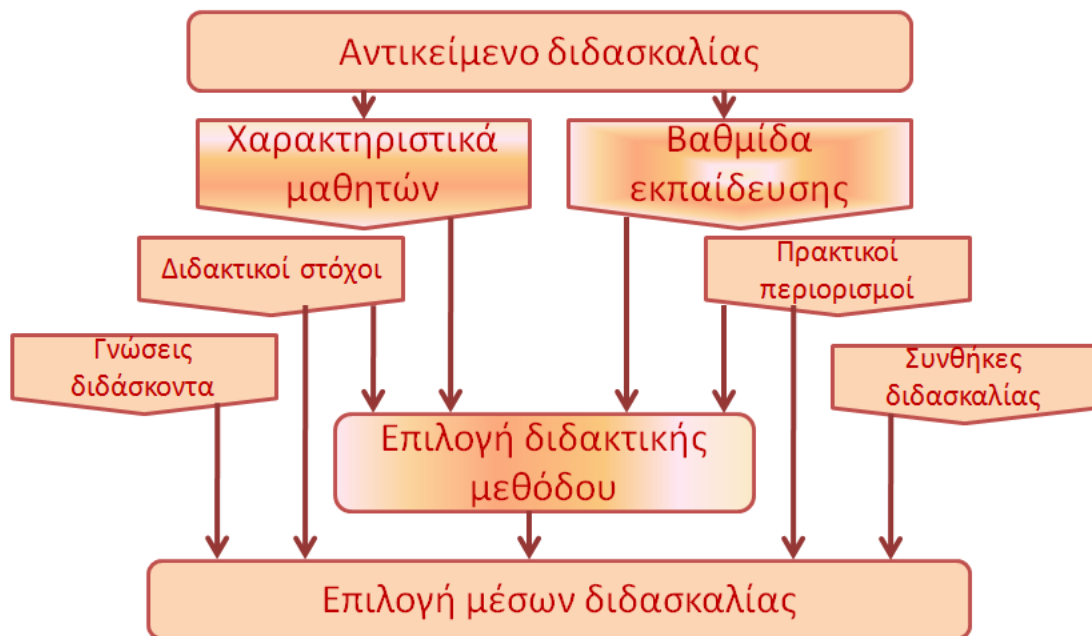 Αντικείμενο διδασκαλίας
Χαρακτηριστικά
μαθητών
Βαθμίδα
εκπαίδευσης
Διδακτικοί στόχοι
Πρακτικοί
περιορισμοί
Γνώσεις
διδάσκοντα
Συνθήκες
διδασκαλίας
Επιλογή διδακτικής
μεθόδου
Επιλογή μέσων διδασκαλίας